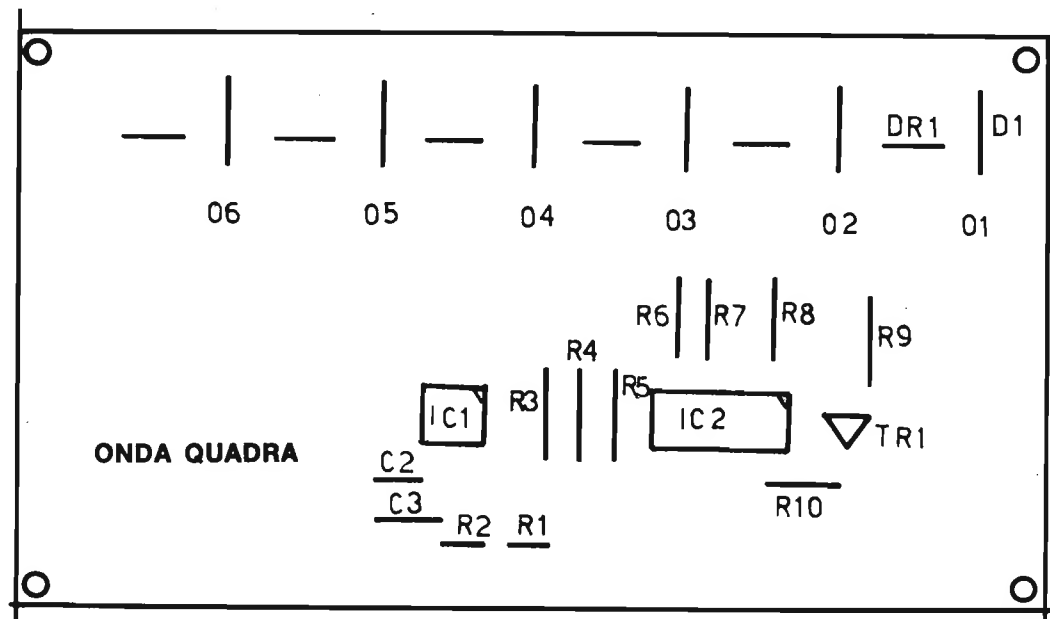 DR1 D1
06 05 04 03 02 01
R6 R7 R8
R9
R4
R3 R5
IC1 IC2
TR1
ONDA QUADRA
C2
C3
R10
R2 R1